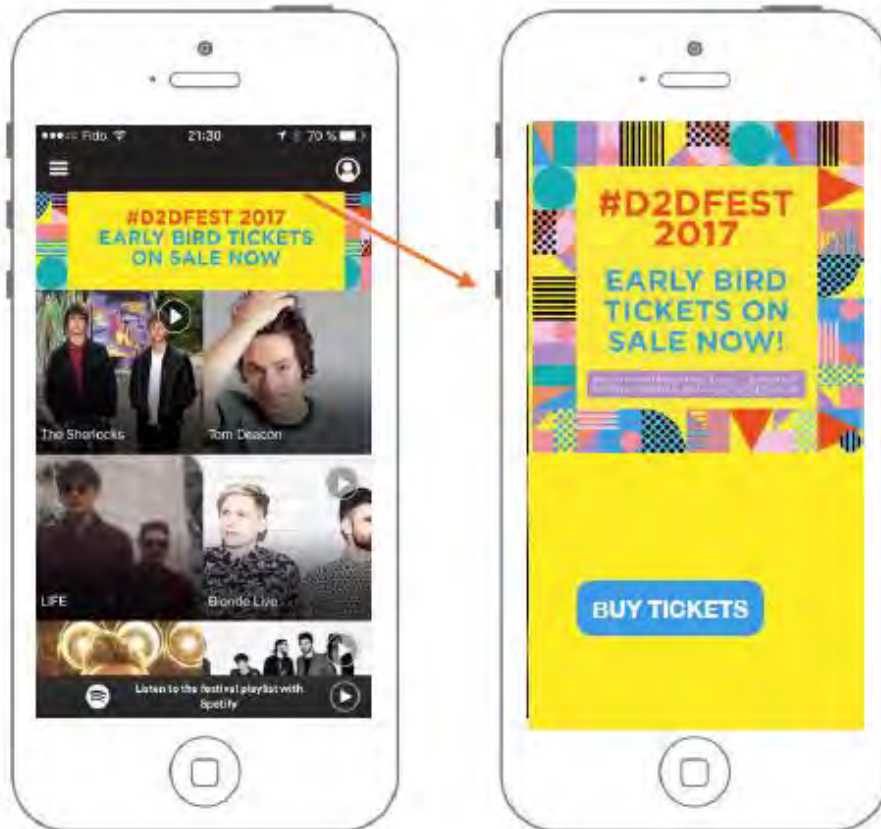 Fido 21:30 70 %
#D2DFEST 2017
EARLY BIRD TICKETS
ON SALE NOW
The Sherlocks Tom Deacon
LIFE Blonde Live
Listen to the festival playlist with
Spotify
#D2DFEST
2017
EARLY BIRD
TICKETS ON
SALE NOW!
BUY TICKETS